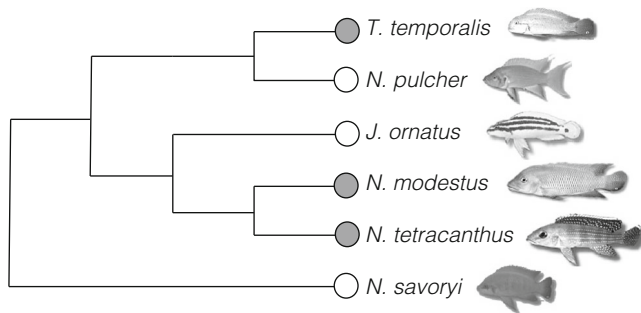 T. temporalis
N. pulcher
J. ornatus
N. modestus
N. tetracanthus
N. savoryi